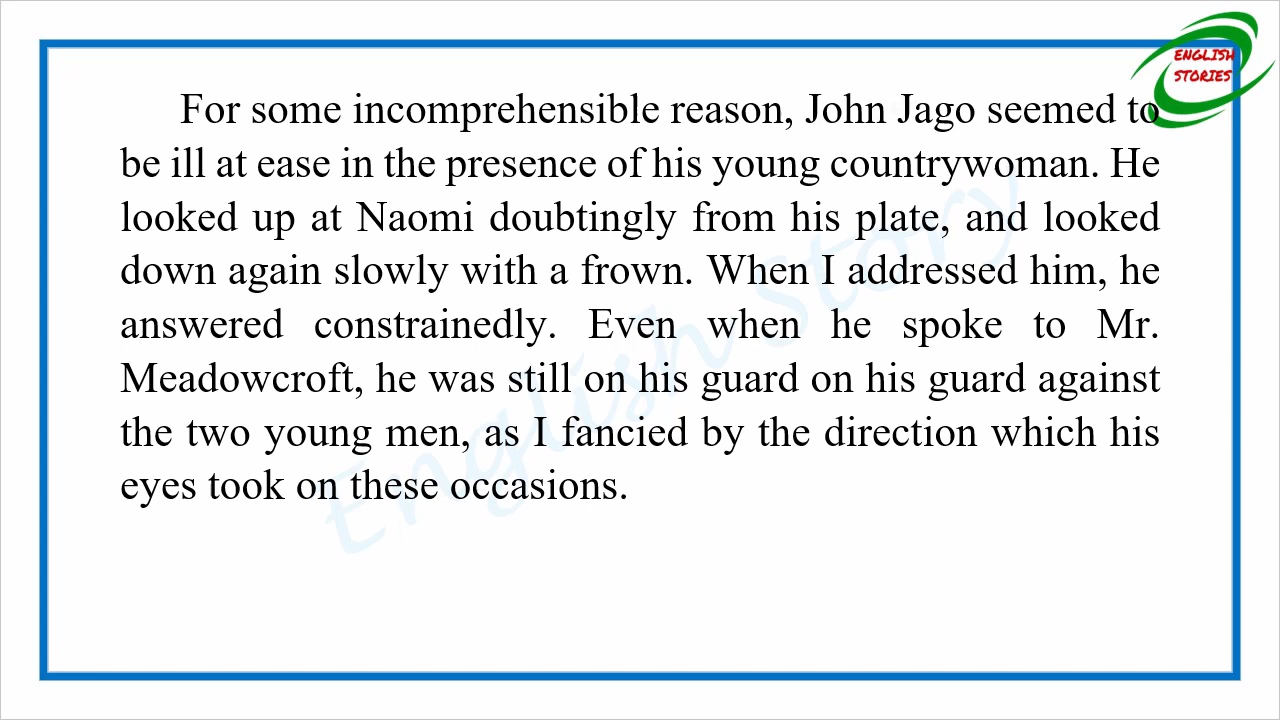 ENGLISH
STORIES
For some incomprehensible reason, John Jago seemed to
be ill at ease in the presence of his young countrywoman. He
looked up at Naomi doubtingly from his plate, and looked
down again slowly with a frown. When I addressed him, he
answered constrainedly. Even when he spoke to Mr.
Meadowcroft, he was still on his guard on his guard against
the two young men, as I fancied by the direction which his
eyes took on these occasions.
English Story